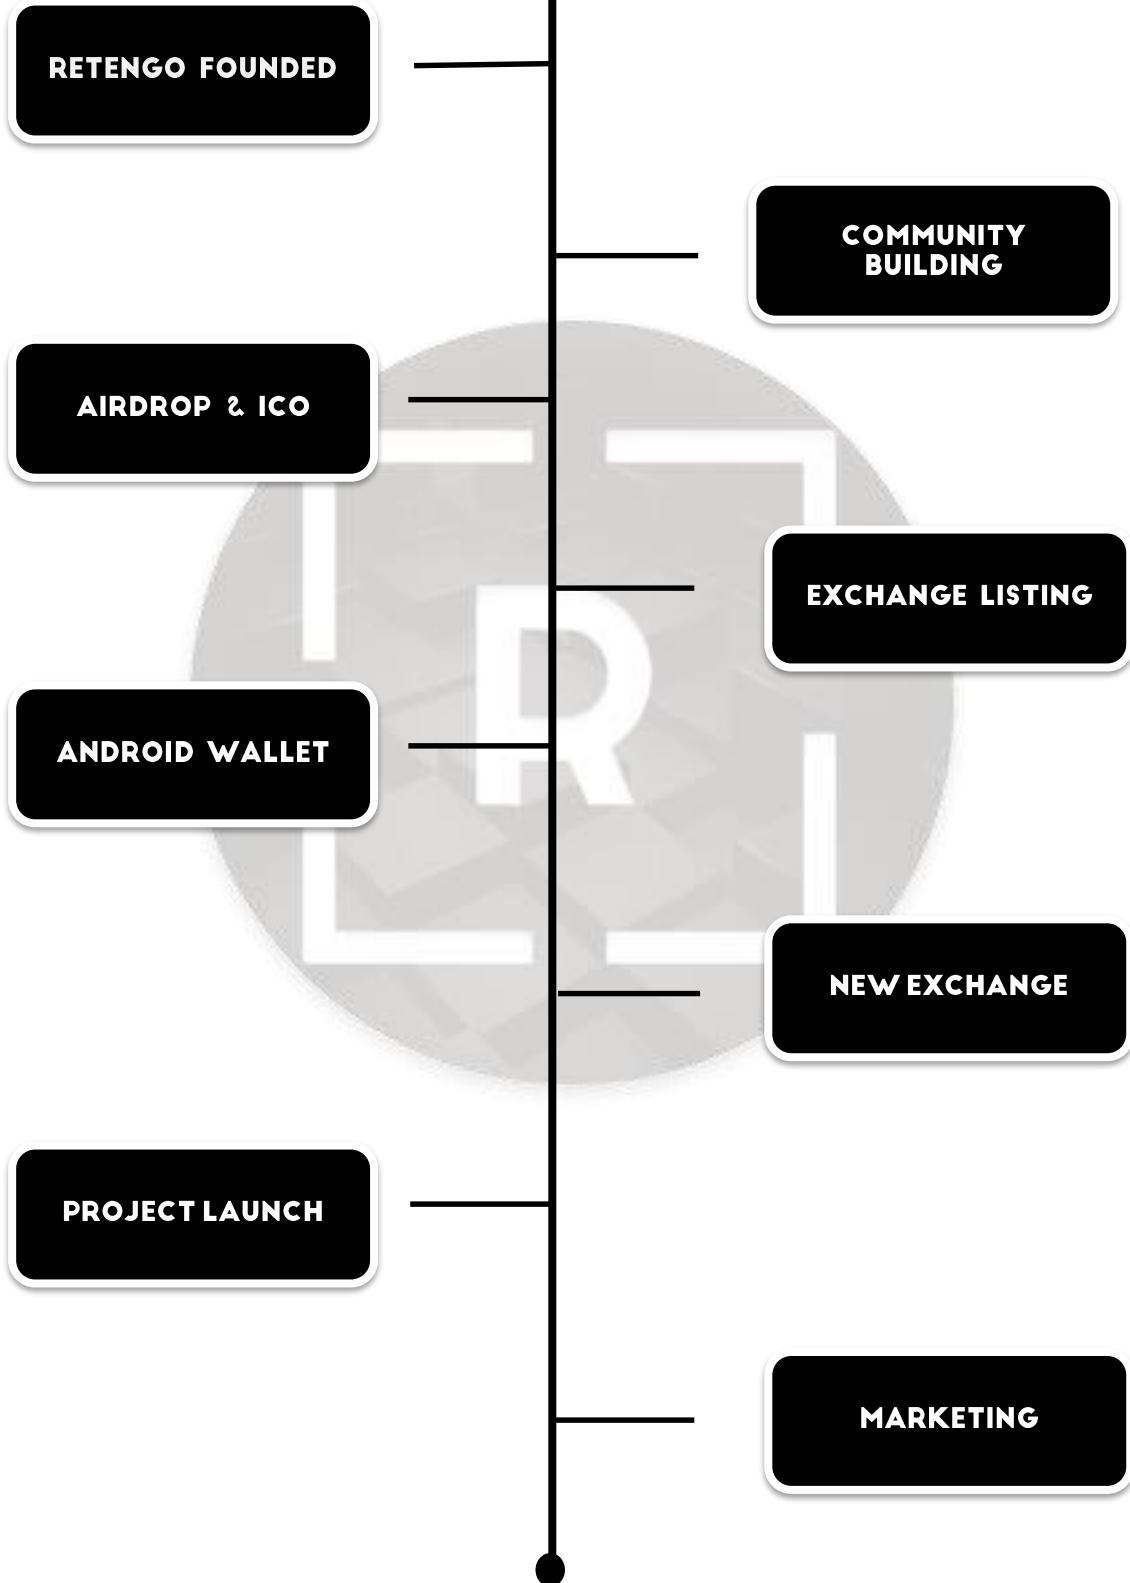 RETENGO FOUNDED
COMMUNITY
BUILDING
AIRDROP & ICO
EXCHANGE LISTING
R
ANDROID WALLET
NEW EXCHANGE
PROJECT LAUNCH
MARKETING